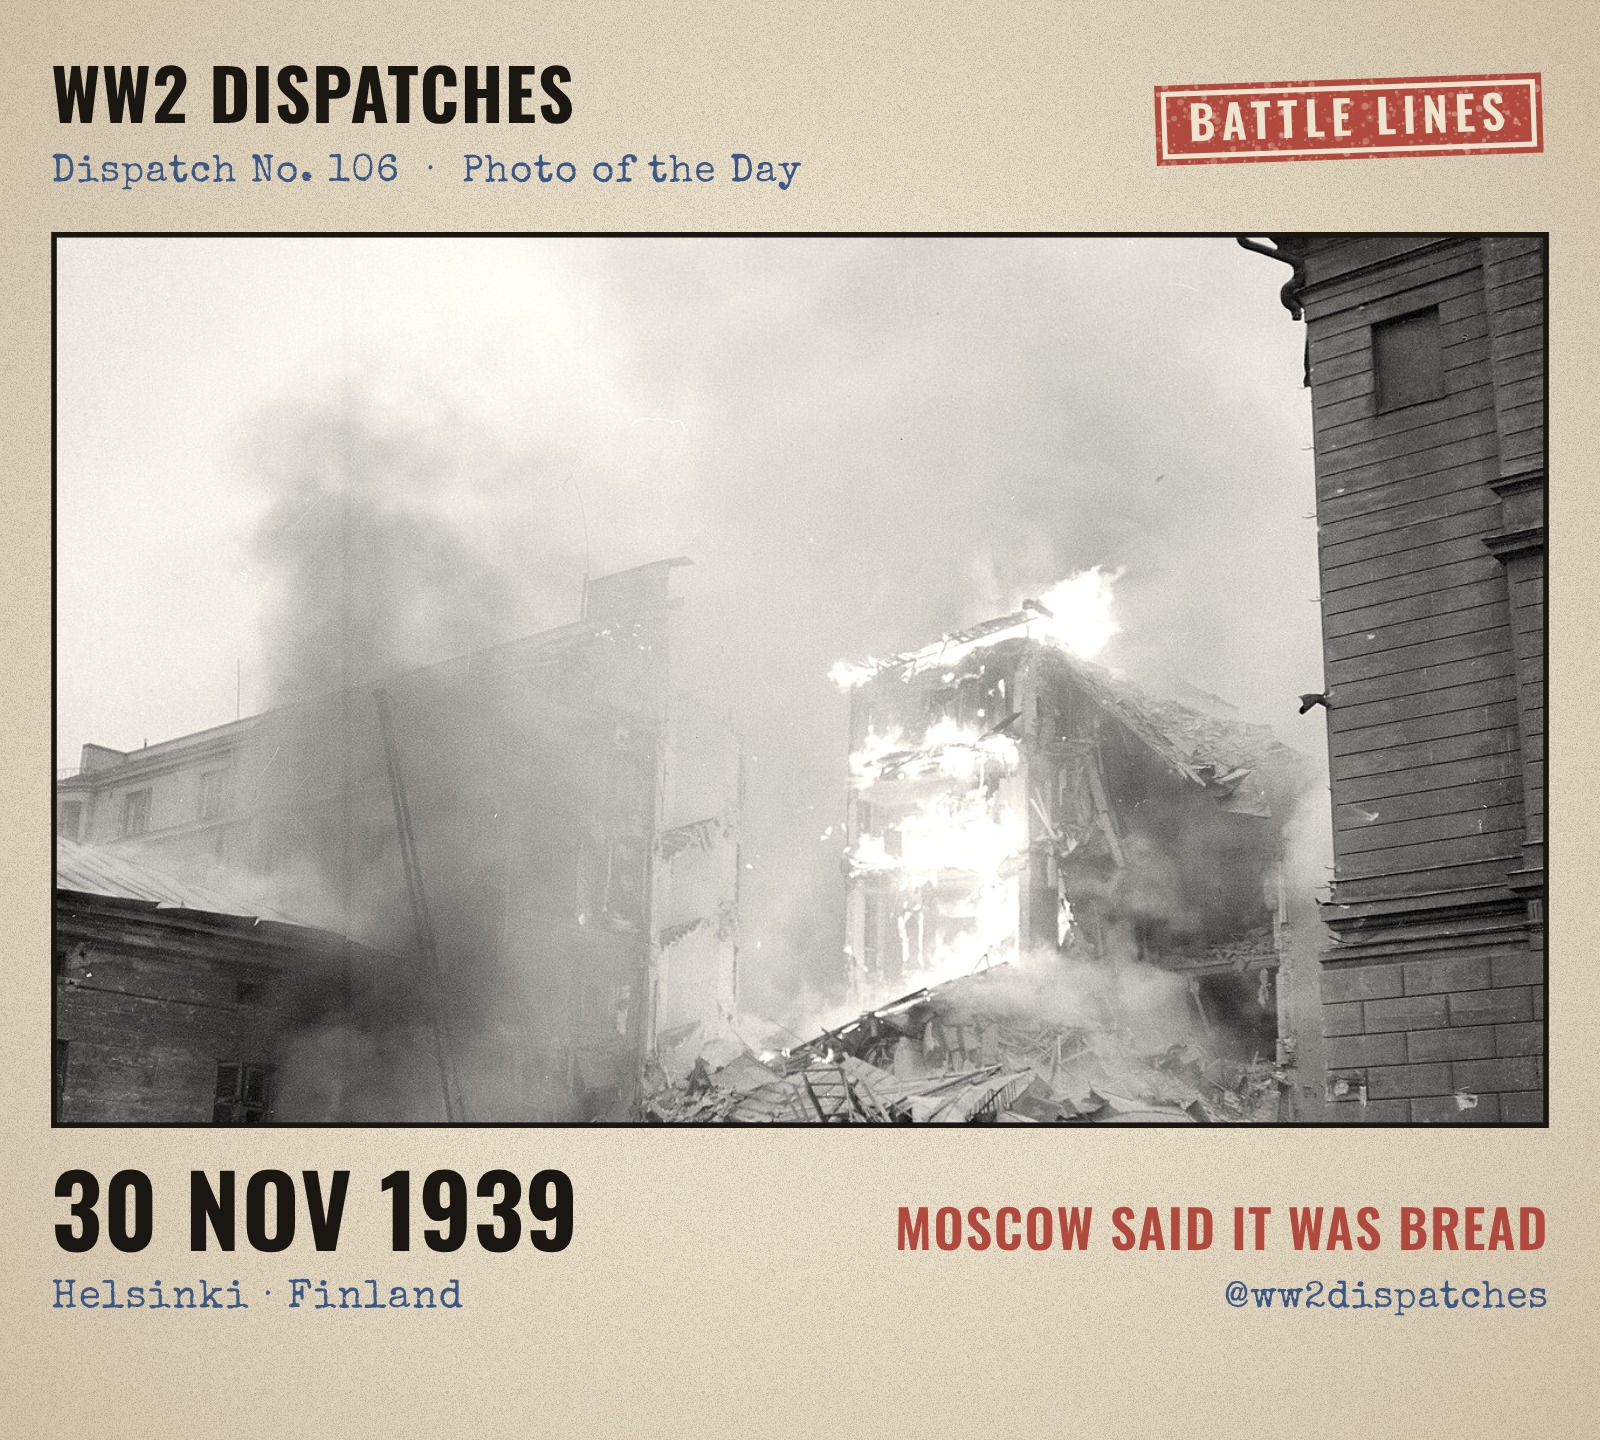 WW2 DISPATCHES
BATTLE LINES
Dispatch No. 106 · Photo of the Day
30 NOV 1939
MOSCOW SAID IT WAS BREAD
Helsinki · Finland
@ww2dispatches